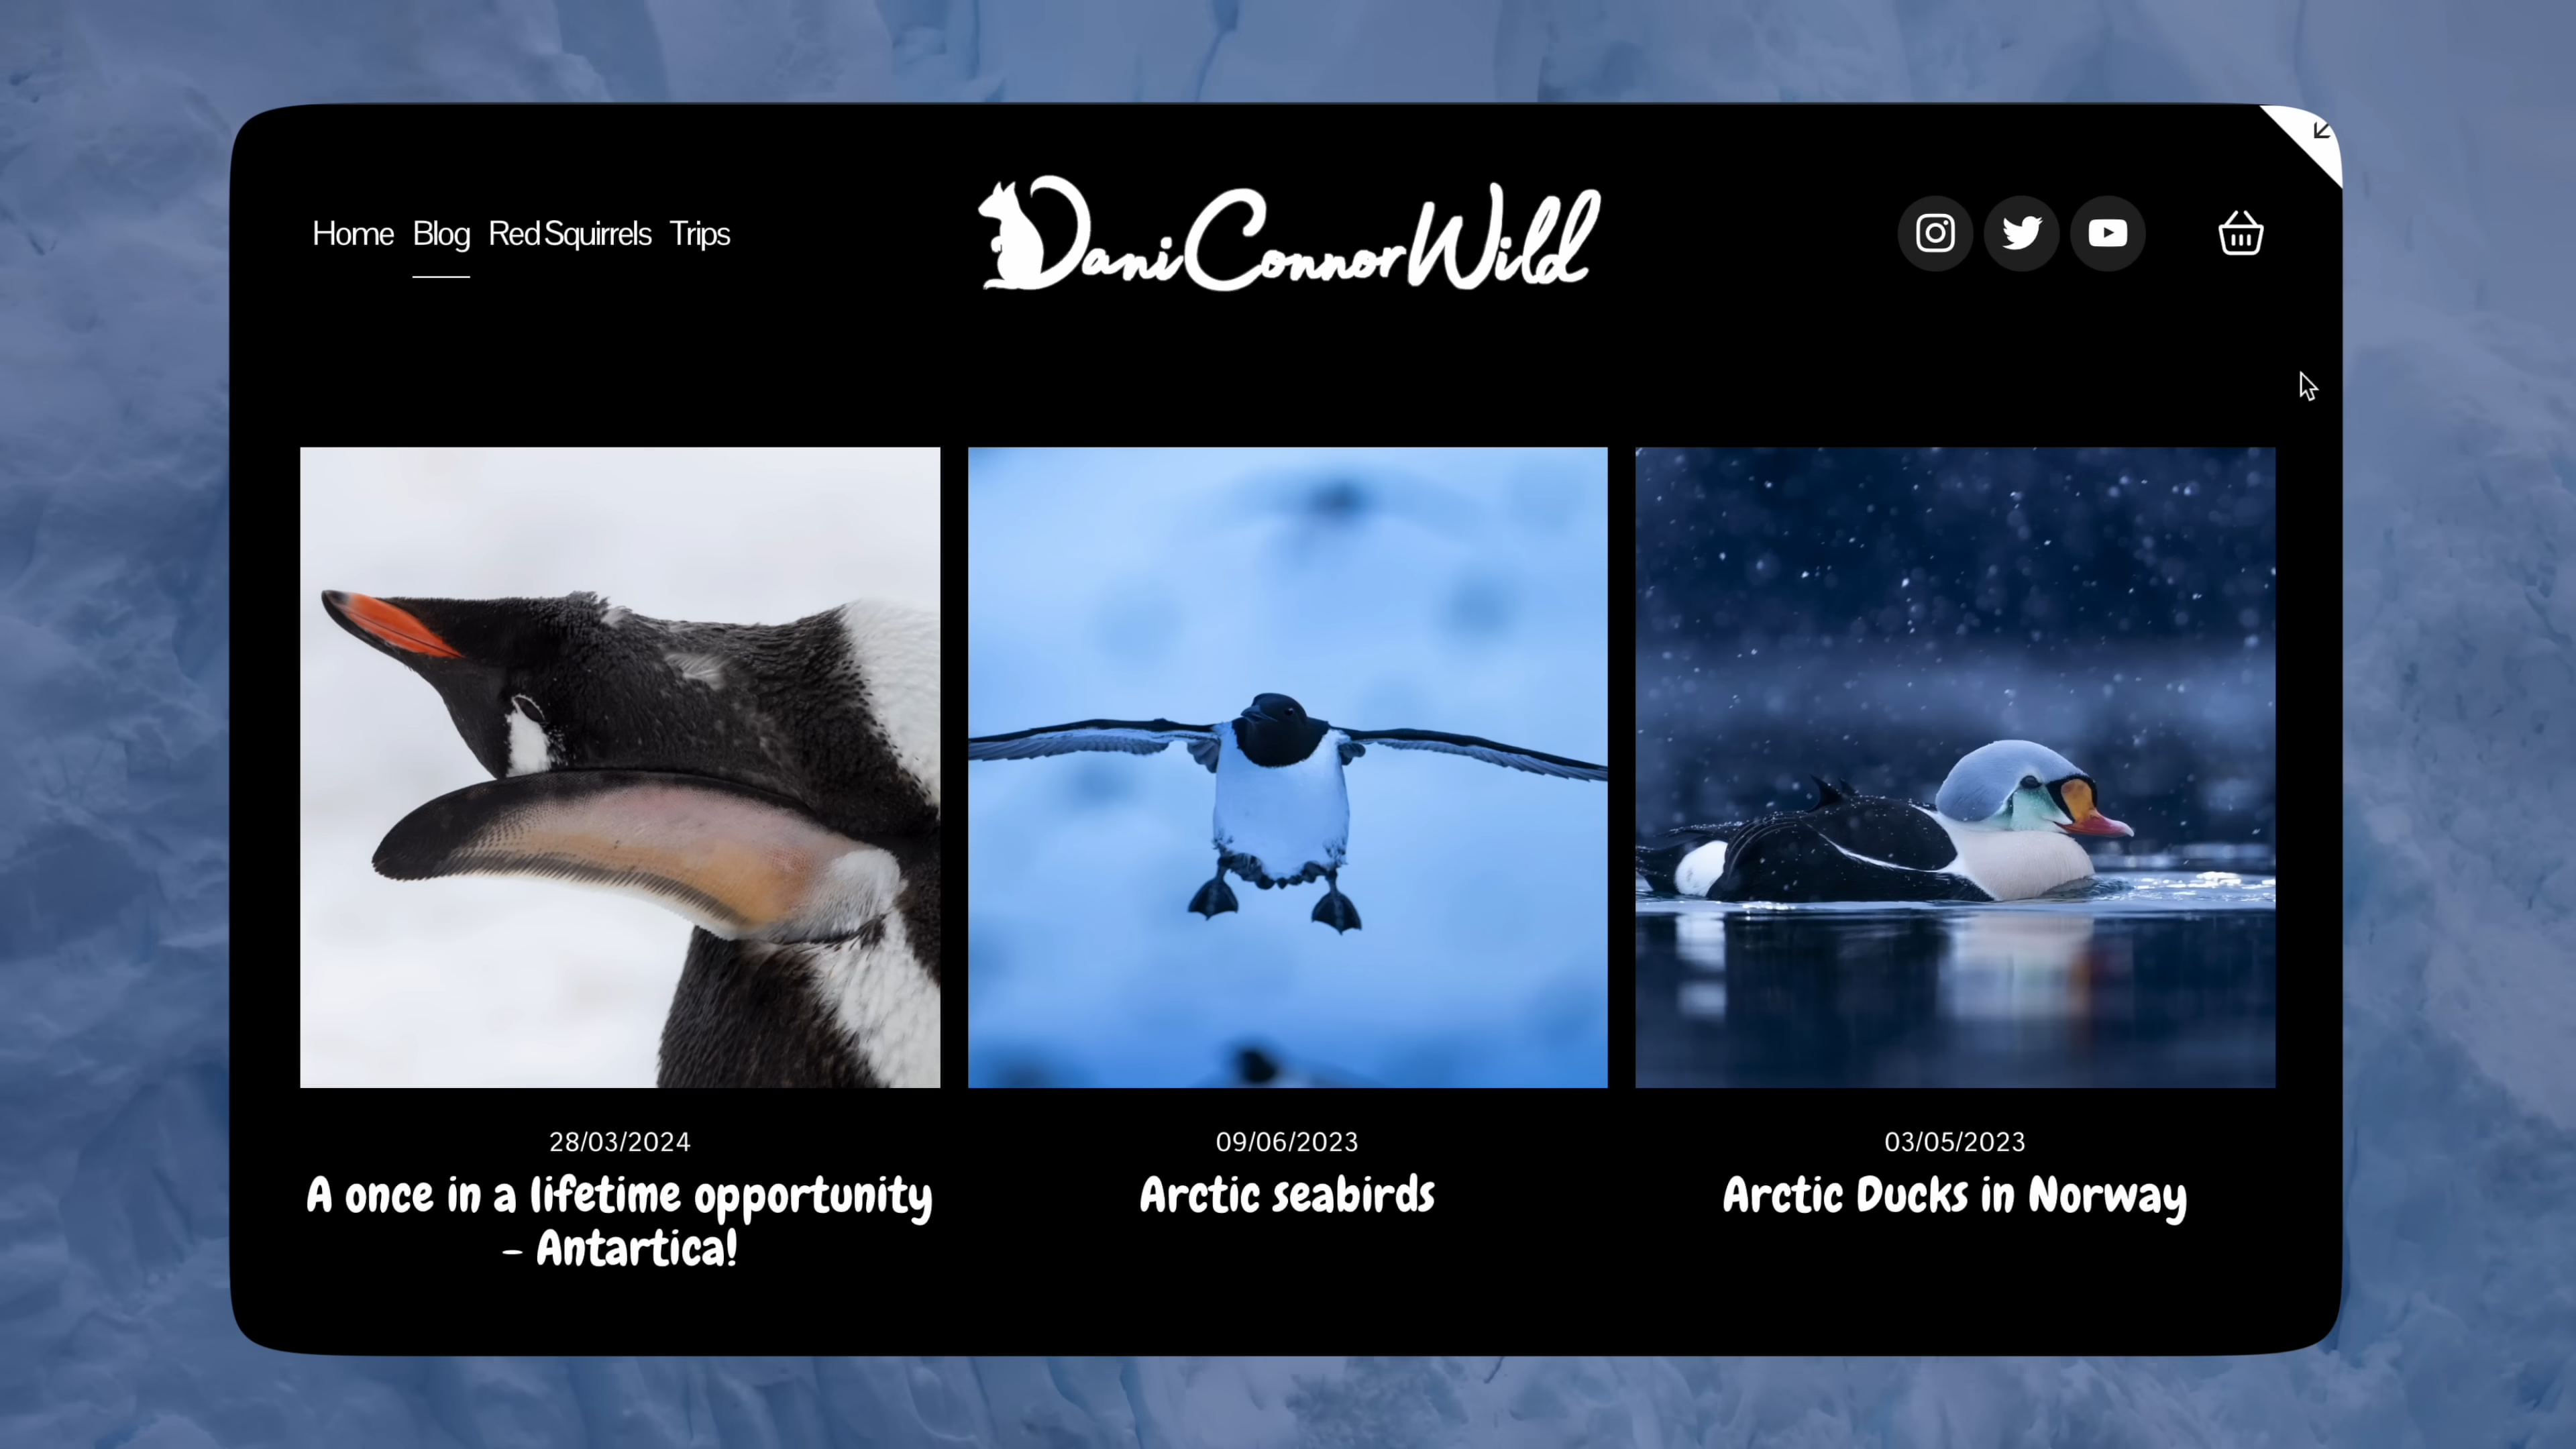 Home Blog Red Squirrels Trips
DaniConnorWild
28/03/2024
A once in a lifetime opportunity
- Antartica!
09/06/2023
Arctic seabirds
03/05/2023
Arctic Ducks in Norway